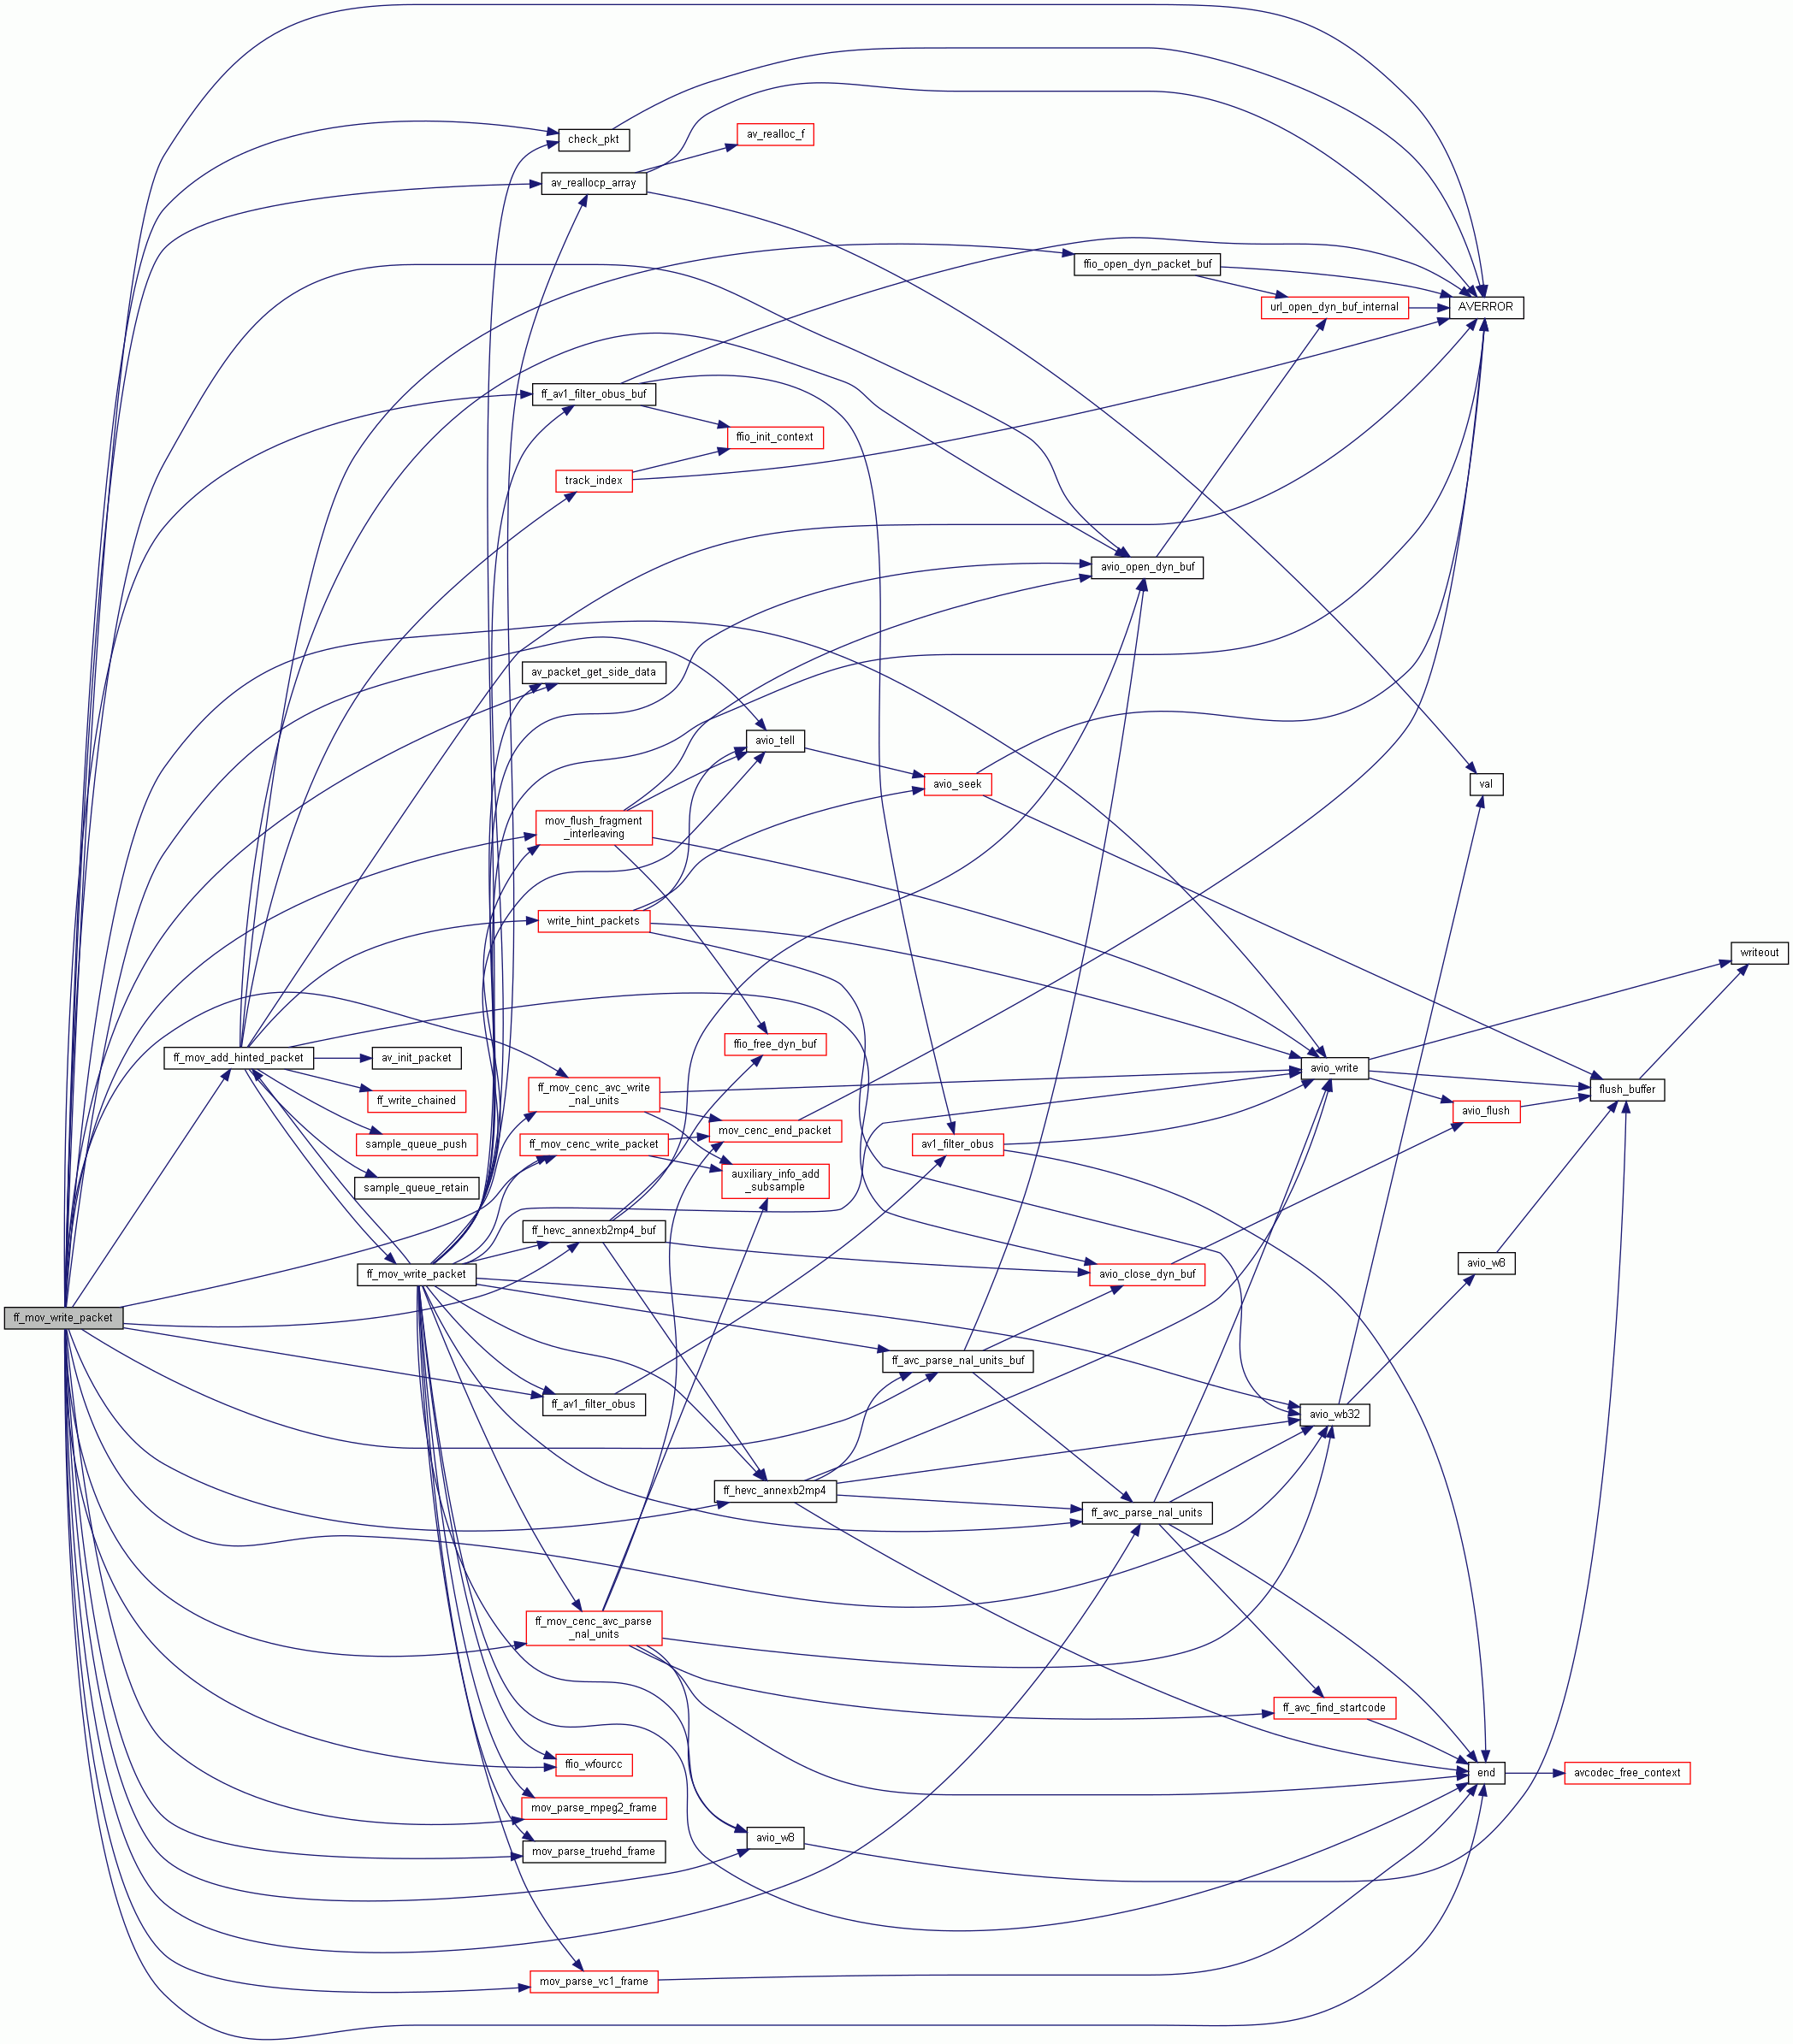 check_pkt
av_realloc_f
av_reallocp_array
ffio_open_dyn_packet_buf
url_open_dyn_buf_internal
AVERROR
ff_av1_filter_obus_buf
ffio_init_context
track_index
avio_open_dyn_buf
av_packet_get_side_data
avio_tell
avio_seek
val
mov_flush_fragment
_interleaving
write_hint_packets
writeout
ffio_free_dyn_buf
ff_mov_add_hinted_packet
av_init_packet
avio_write
flush_buffer
ff_mov_cenc_avc_write
_nal_units
ff_write_chained
avio_flush
mov_cenc_end_packet
sample_queue_push
ff_mov_cenc_write_packet
av1_filter_obus
auxiliary_info_add
_subsample
sample_queue_retain
ff_hevc_annexb2mp4_buf
avio_w8
ff_mov_write_packet
avio_close_dyn_buf
ff_mov_write_packet
ff_avc_parse_nal_units_buf
ff_av1_filter_obus
avio_wb32
ff_hevc_annexb2mp4
ff_avc_parse_nal_units
ff_mov_cenc_avc_parse
_nal_units
ff_avc_find_startcode
ffio_wfourcc
end
avcodec_free_context
mov_parse_mpeg2_frame
avio_w8
mov_parse_truehd_frame
mov_parse_vc1_frame